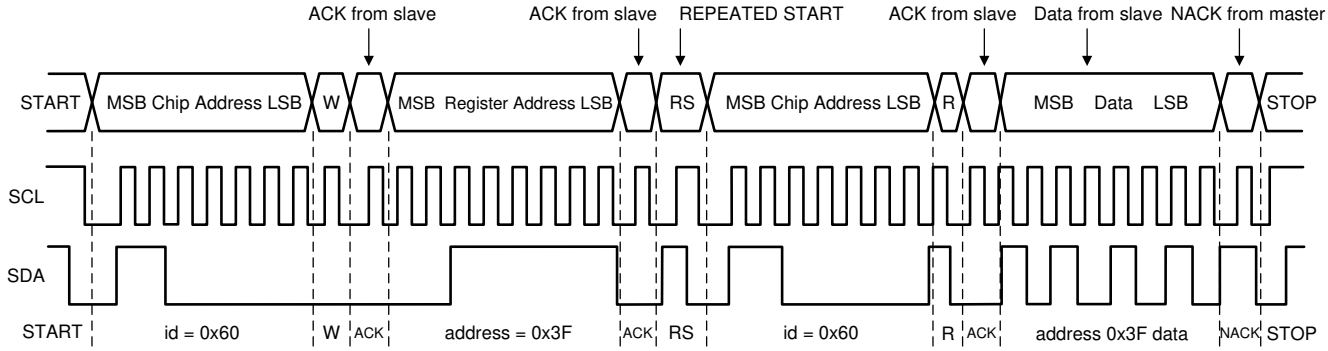 ACK from slave ACK from slave REPEATED START ACK from slave Data from slave NACK from master
START MSB Chip Address LSB W MSB Register Address LSB RS MSB Chip Address LSB R MSB Data LSB STOP
SCL
SDA
START id = 0x60 W ACK address = 0x3F ACK RS id = 0x60 R ACK address 0x3F data NACK STOP